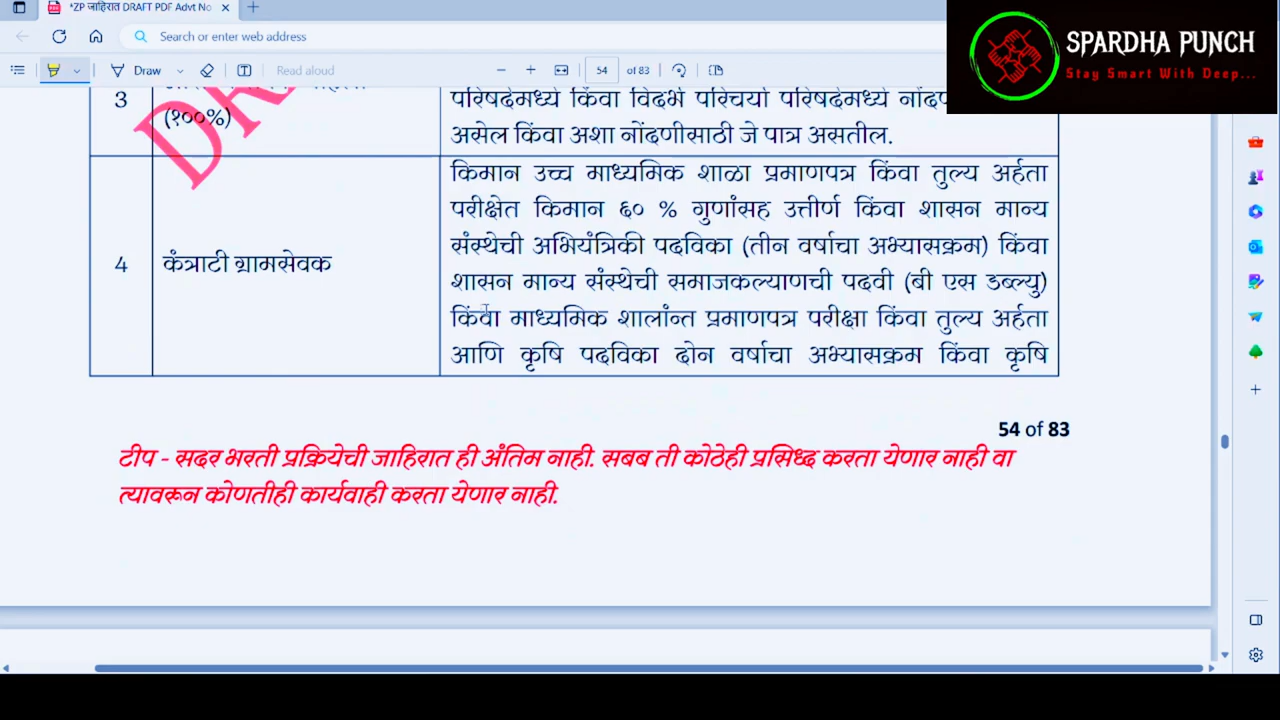 *ZP जाहिरात DRAFT PDF Advt No
Search or enter web address
SPARDHA PUNCH
Stay Smart With Deep...
Draw
Read aloud
54 of 83
3
(१००%)
परिषदेमध्ये किंवा विदर्भ परिचर्या परिषदेमध्ये
असेल किंवा अशा नोंदणीसाठी जे पात्र असतील.
4
कंत्राटी ग्रामसेवक
किमान उच्च माध्यमिक शाळा प्रमाणपत्र किंवा तुल्य अर्हता
परीक्षेत किमान ६० % गुणांसह उत्तीर्ण किंवा शासन मान्य
संस्थेची अभियंत्रिकी पदविका (तीन वर्षाचा अभ्यासक्रम) किंवा
शासन मान्य संस्थेची समाजकल्याणची पदवी (बी एस डब्ल्यु)
किंवा माध्यमिक शालांन्त प्रमाणपत्र परीक्षा किंवा तुल्य अर्हता
आणि कृषि पदविका दोन वर्षाचा अभ्यासक्रम किंवा कृषि
54 of 83
टीप - सदर भरती प्रक्रियेची जाहिरात ही अंतिम नाही. सबब ती कोठेही प्रसिध्द करता येणार नाही वा
त्यावरून कोणतीही कार्यवाही करता येणार नाही.